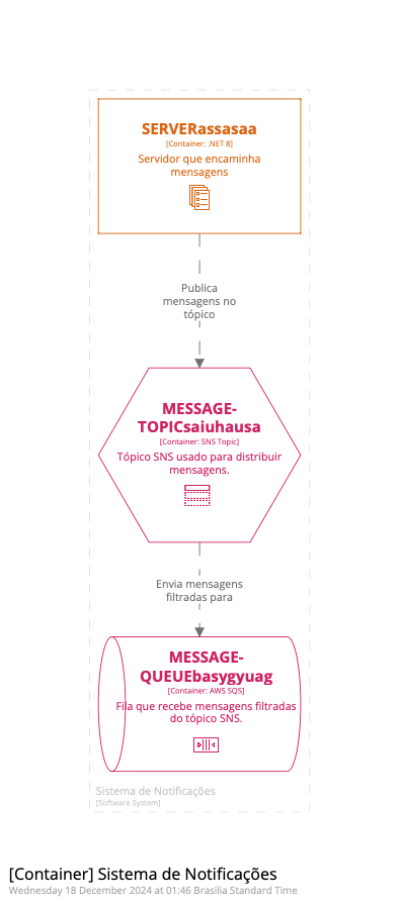 SERVERassasaa
[Container: .NET 8]
Servidor que encaminha
mensagens
Publica
mensagens no
tópico
MESSAGE-
TOPICsaiuhausa
[Container: SNS Topic]
Tópico SNS usado para distribuir
mensagens.
Envia mensagens
filtradas para
MESSAGE-
QUEUEbasygyuag
[Container: AWS SQS]
Fila que recebe mensagens filtradas
do tópico SNS.
Sistema de Notificações
[Software System]
[Container] Sistema de Notificações
Wednesday 18 December 2024 at 01:46 Brasilia Standard Time